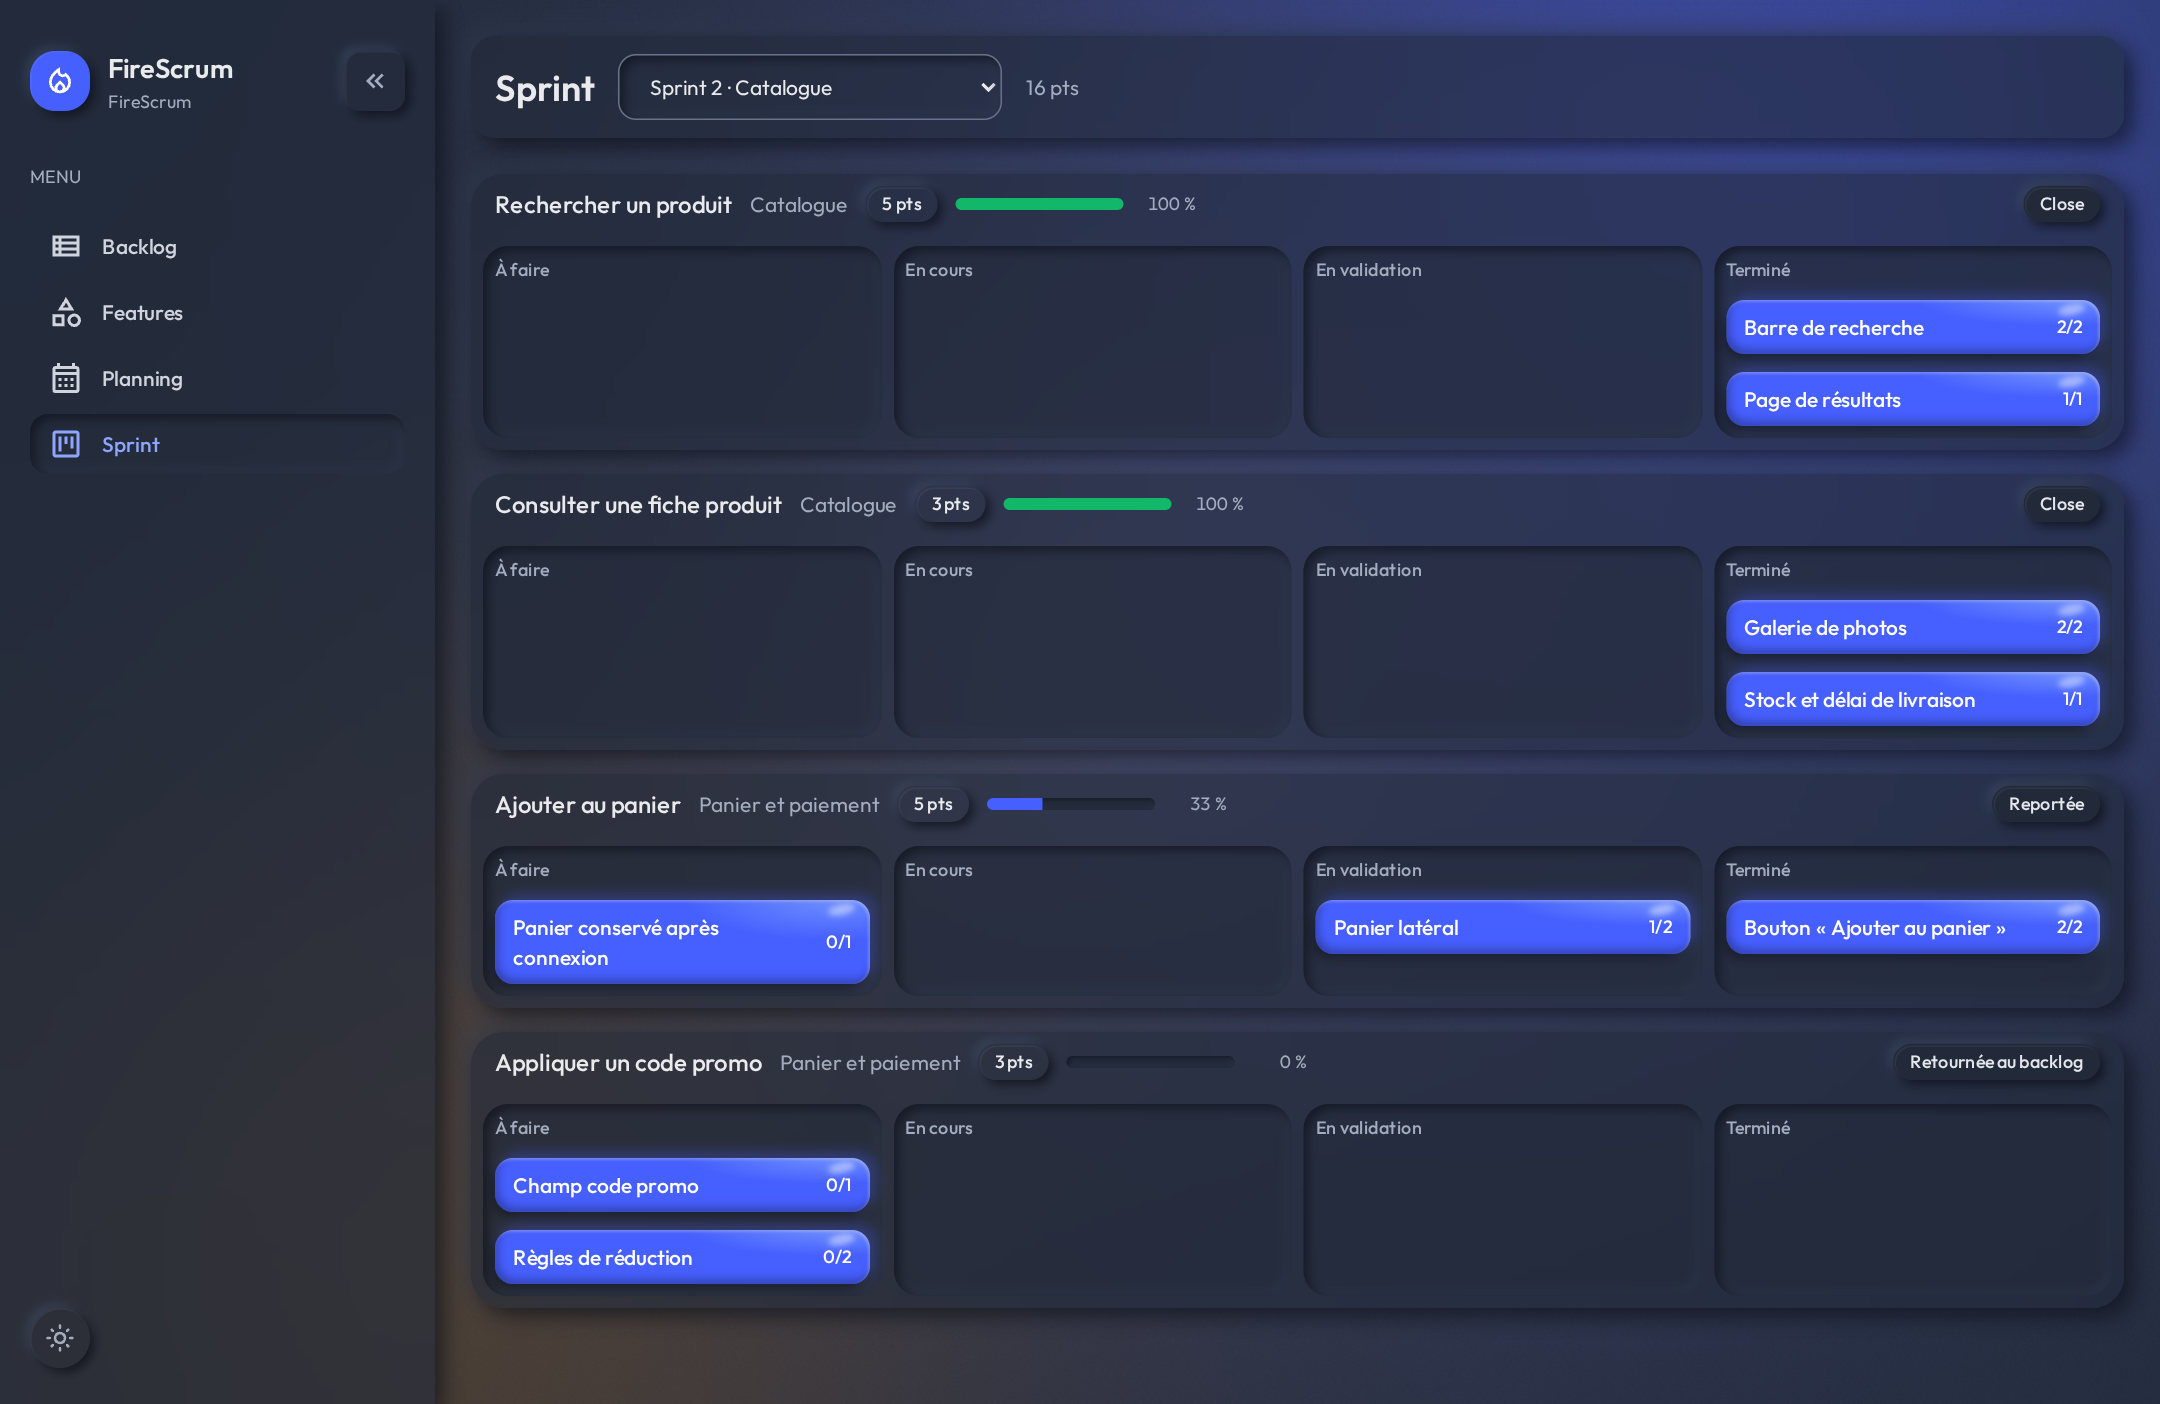 FireScrum
FireScrum
MENU
Backlog
Features
Planning
Sprint
Sprint
Sprint 2 · Catalogue
16 pts
Rechercher un produit
Catalogue
5 pts
100 %
Close
À faire
En cours
En validation
Terminé
Barre de recherche
2/2
Page de résultats
1/1
Consulter une fiche produit
Catalogue
3 pts
100 %
Close
À faire
En cours
En validation
Terminé
Galerie de photos
2/2
Stock et délai de livraison
1/1
Ajouter au panier
Panier et paiement
5 pts
33 %
Reportée
À faire
En cours
En validation
Terminé
Panier conservé après
connexion
0/1
Panier latéral
1/2
Bouton « Ajouter au panier »
2/2
Appliquer un code promo
Panier et paiement
3 pts
0 %
Retournée au backlog
À faire
En cours
En validation
Terminé
Champ code promo
0/1
Règles de réduction
0/2